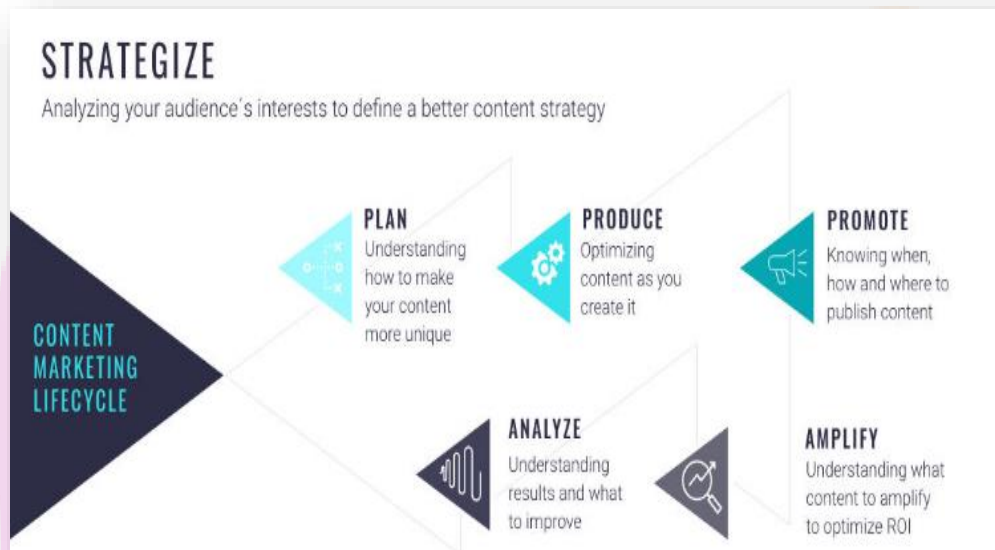 STRATEGIZE
Analyzing your audience´s interests to define a better content strategy
CONTENT
MARKETING
LIFECYCLE
PLAN
Understanding
how to make
your content
more unique
PRODUCE
Optimizing
content as you
create it
PROMOTE
Knowing when,
how and where to
publish content
ANALYZE
Understanding
results and what
to improve
AMPLIFY
Understanding what
content to amplify
to optimize ROI